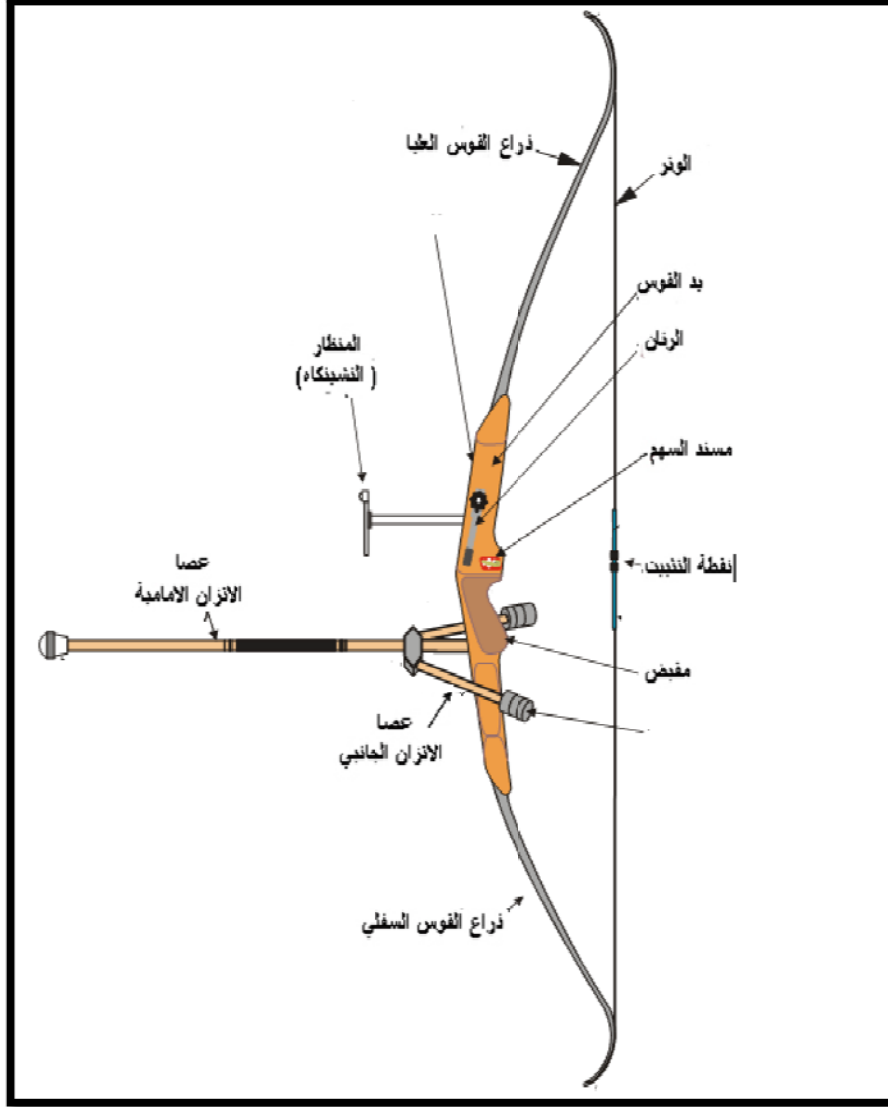 ذراع القوس العليا
الوتر
يد القوس
الرنان
المنظار
( النشينكاه)
مسند السهم
نقطة التثبيت
عصا
الاتزان الامامية
مقبض
عصا
الاتزان الجانبي
ذراع القوس السفلي